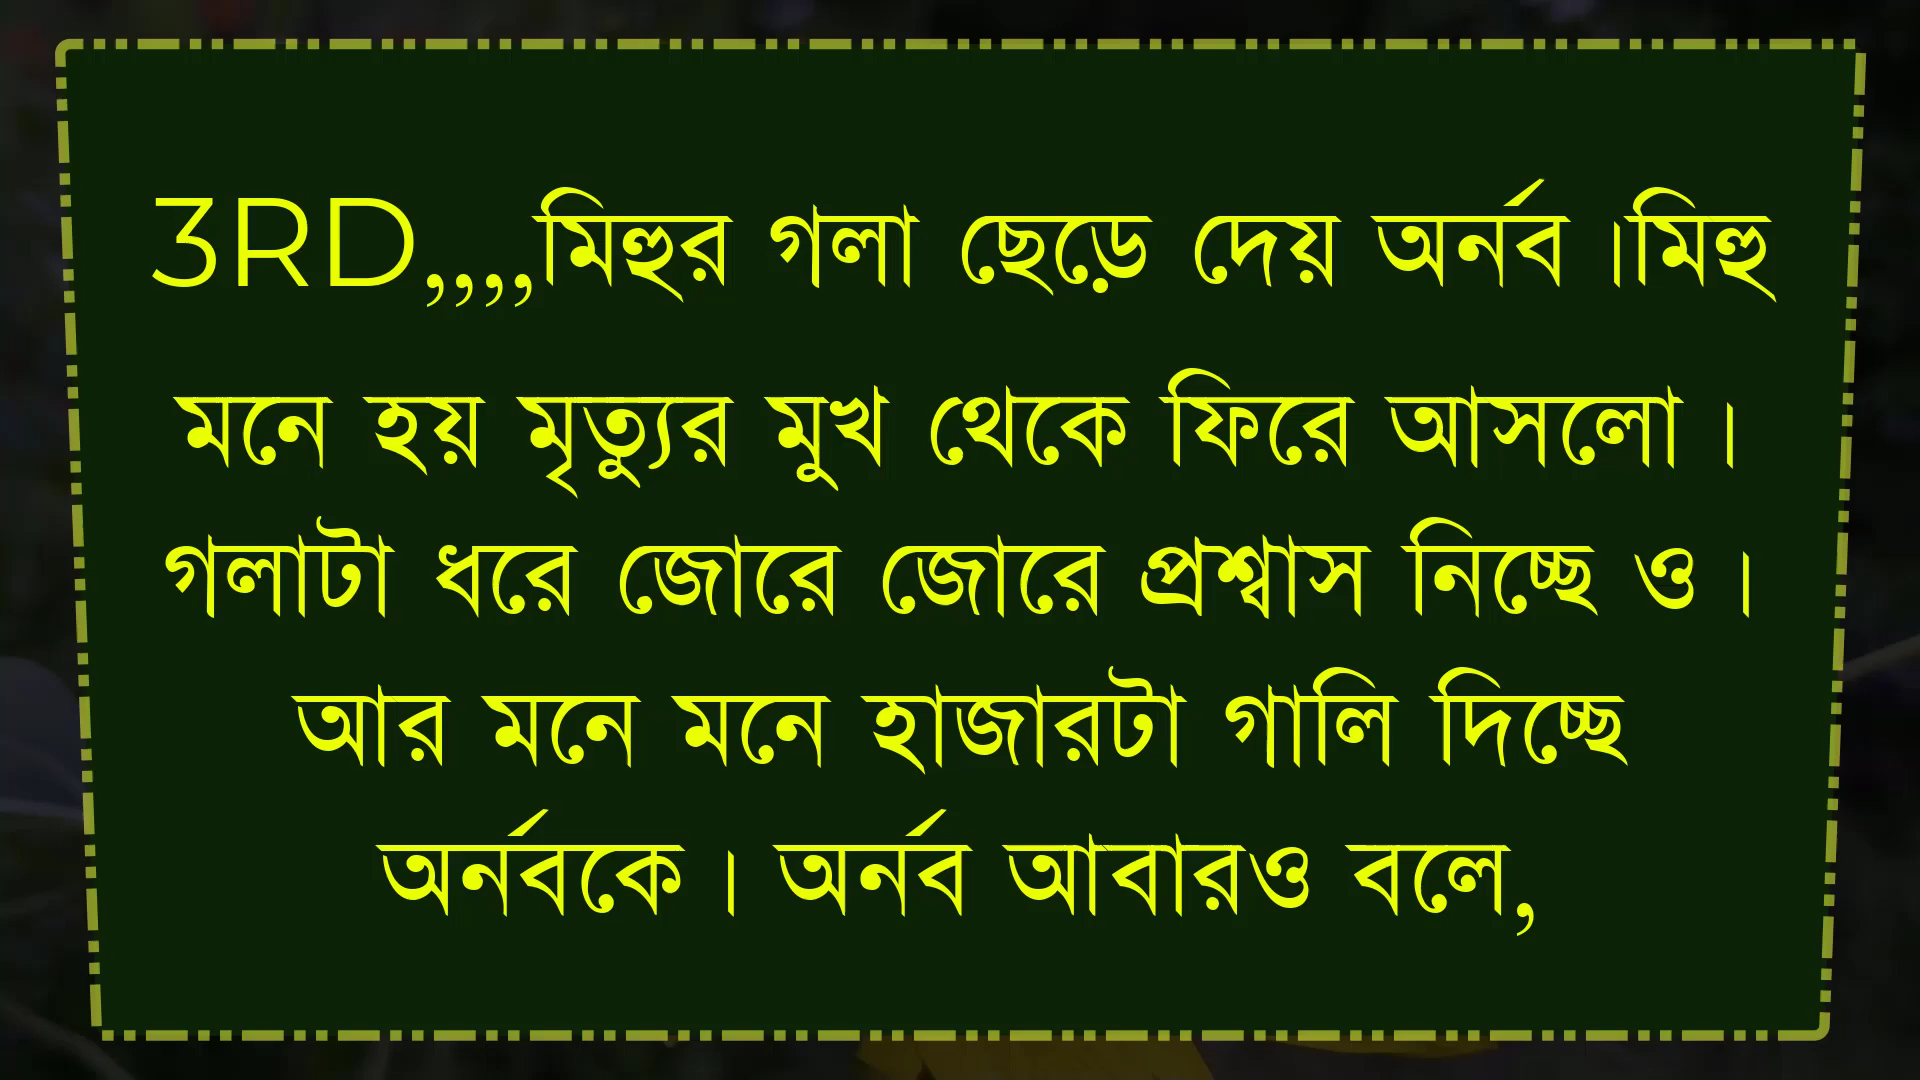 3RD,,,,মিহুর গলা ছেড়ে দেয় অর্নব ।মিহু
মনে হয় মৃত্যুর মুখ থেকে ফিরে আসলো ।
গলাটা ধরে জোরে জোরে প্রশ্বাস নিচ্ছে ও ।
আর মনে মনে হাজারটা গালি দিচ্ছে
অর্নবকে । অর্নব আবারও বলে,